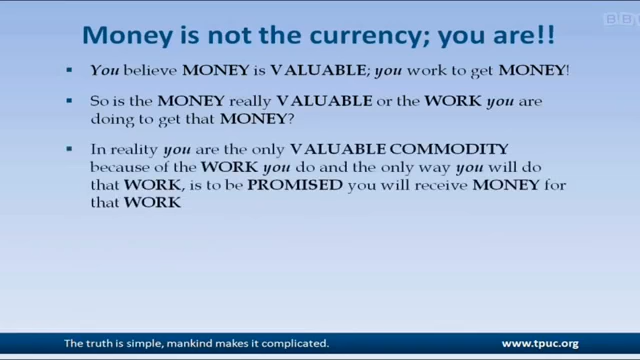 BBC
Money is not the currency; you are!!
You believe MONEY is VALUABLE; you work to get MONEY!
So is the MONEY really VALUABLE or the WORK you are
doing to get that MONEY?
In reality you are the only VALUABLE COMMODITY
because of the WORK you do and the only way you will do
that WORK, is to be PROMISED you will receive MONEY for
that WORK
The truth is simple, mankind makes it complicated. www.tpuc.org